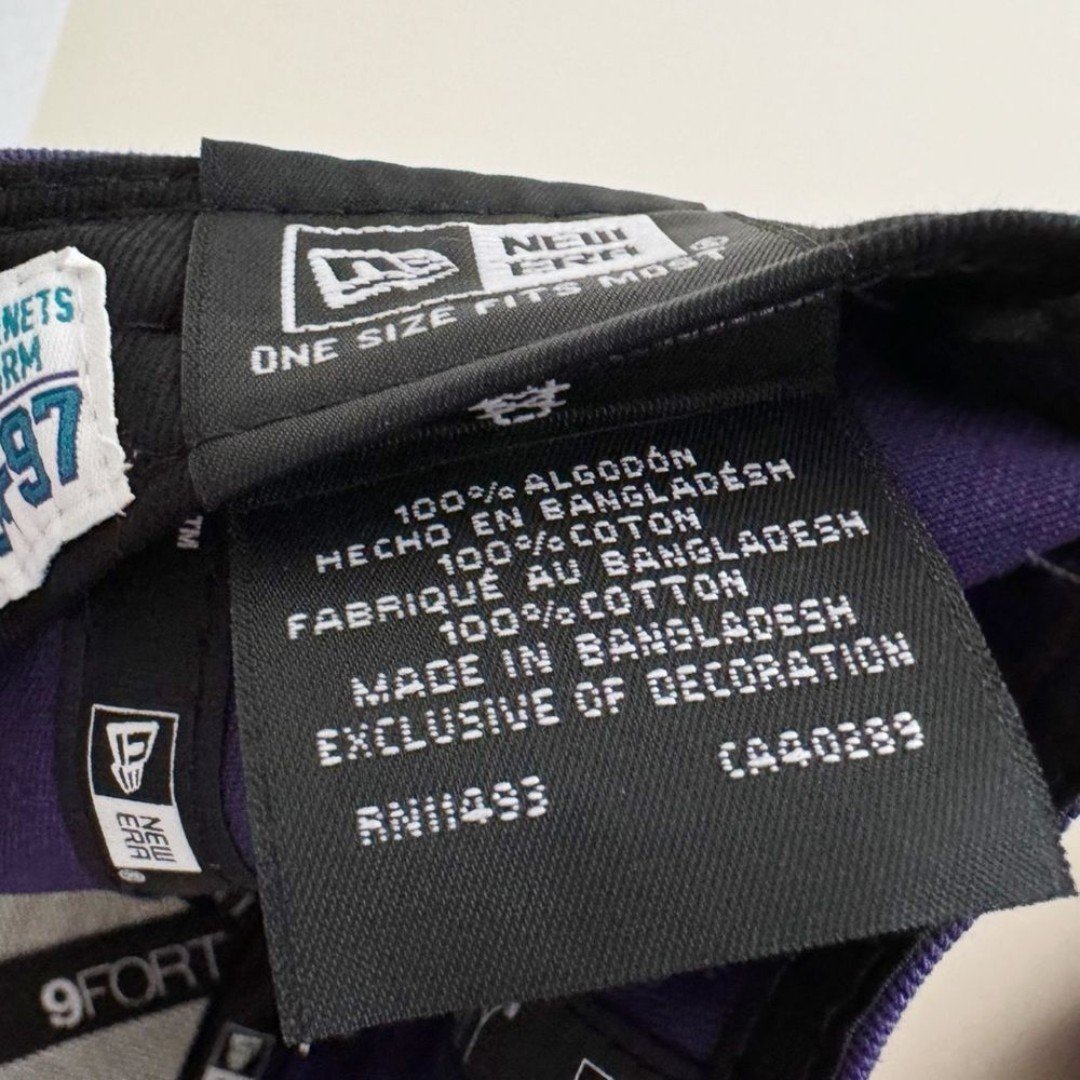 NEW
ERA
ONE SIZE FITS MOST®
NETS
RM
97
100% ALGODÓN
HECHO EN BANGLADÉSH
100% COTON
FABRIQUÉ AU BANGLADESH
100% COTTON
MADE IN BANGLADESH
EXCLUSIVE OF DECORATION
RN11493 CA40289
TM
NEW
ERA®
9FORT